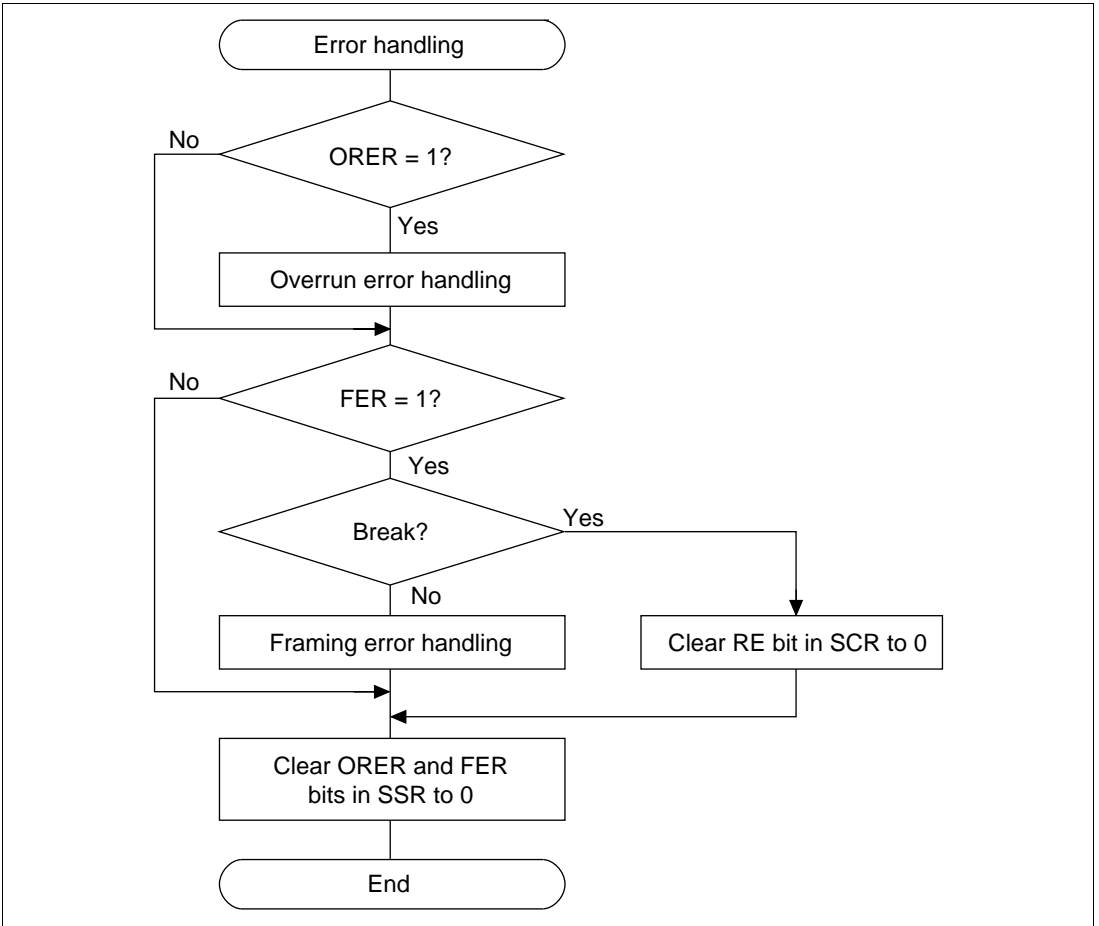 Error handling
No
ORER = 1?
Yes
Overrun error handling
No
FER = 1?
Yes
Break?
Yes
No
Framing error handling
Clear RE bit in SCR to 0
Clear ORER and FER
bits in SSR to 0
End